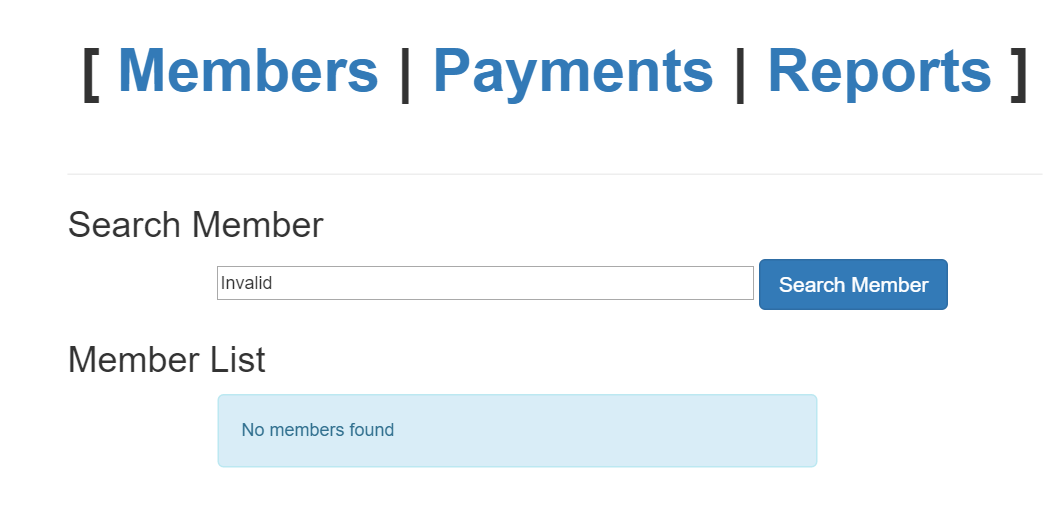 [ Members | Payments | Reports ]
Search Member
Invalid Search Member
Member List
No members found